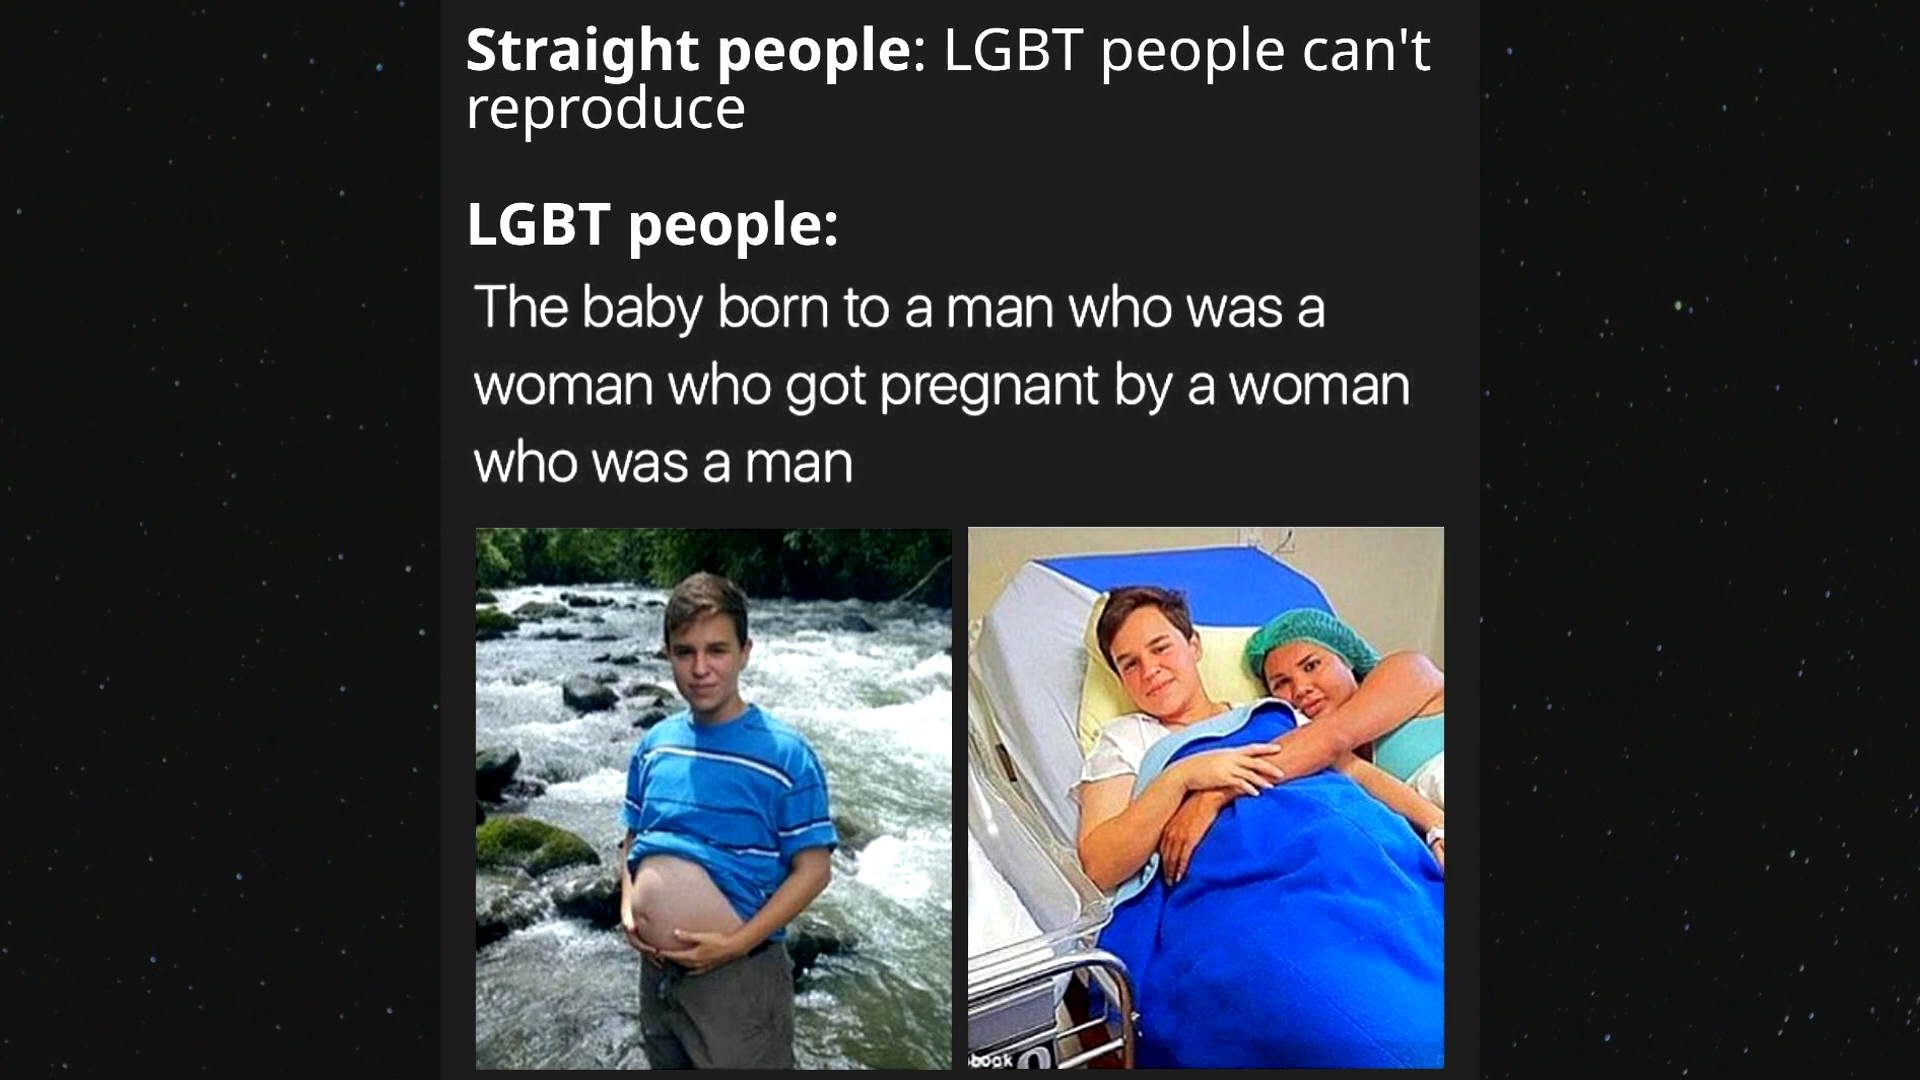 Straight people: LGBT people can't
reproduce
LGBT people:
The baby born to a man who was a
woman who got pregnant by a woman
who was a man
book